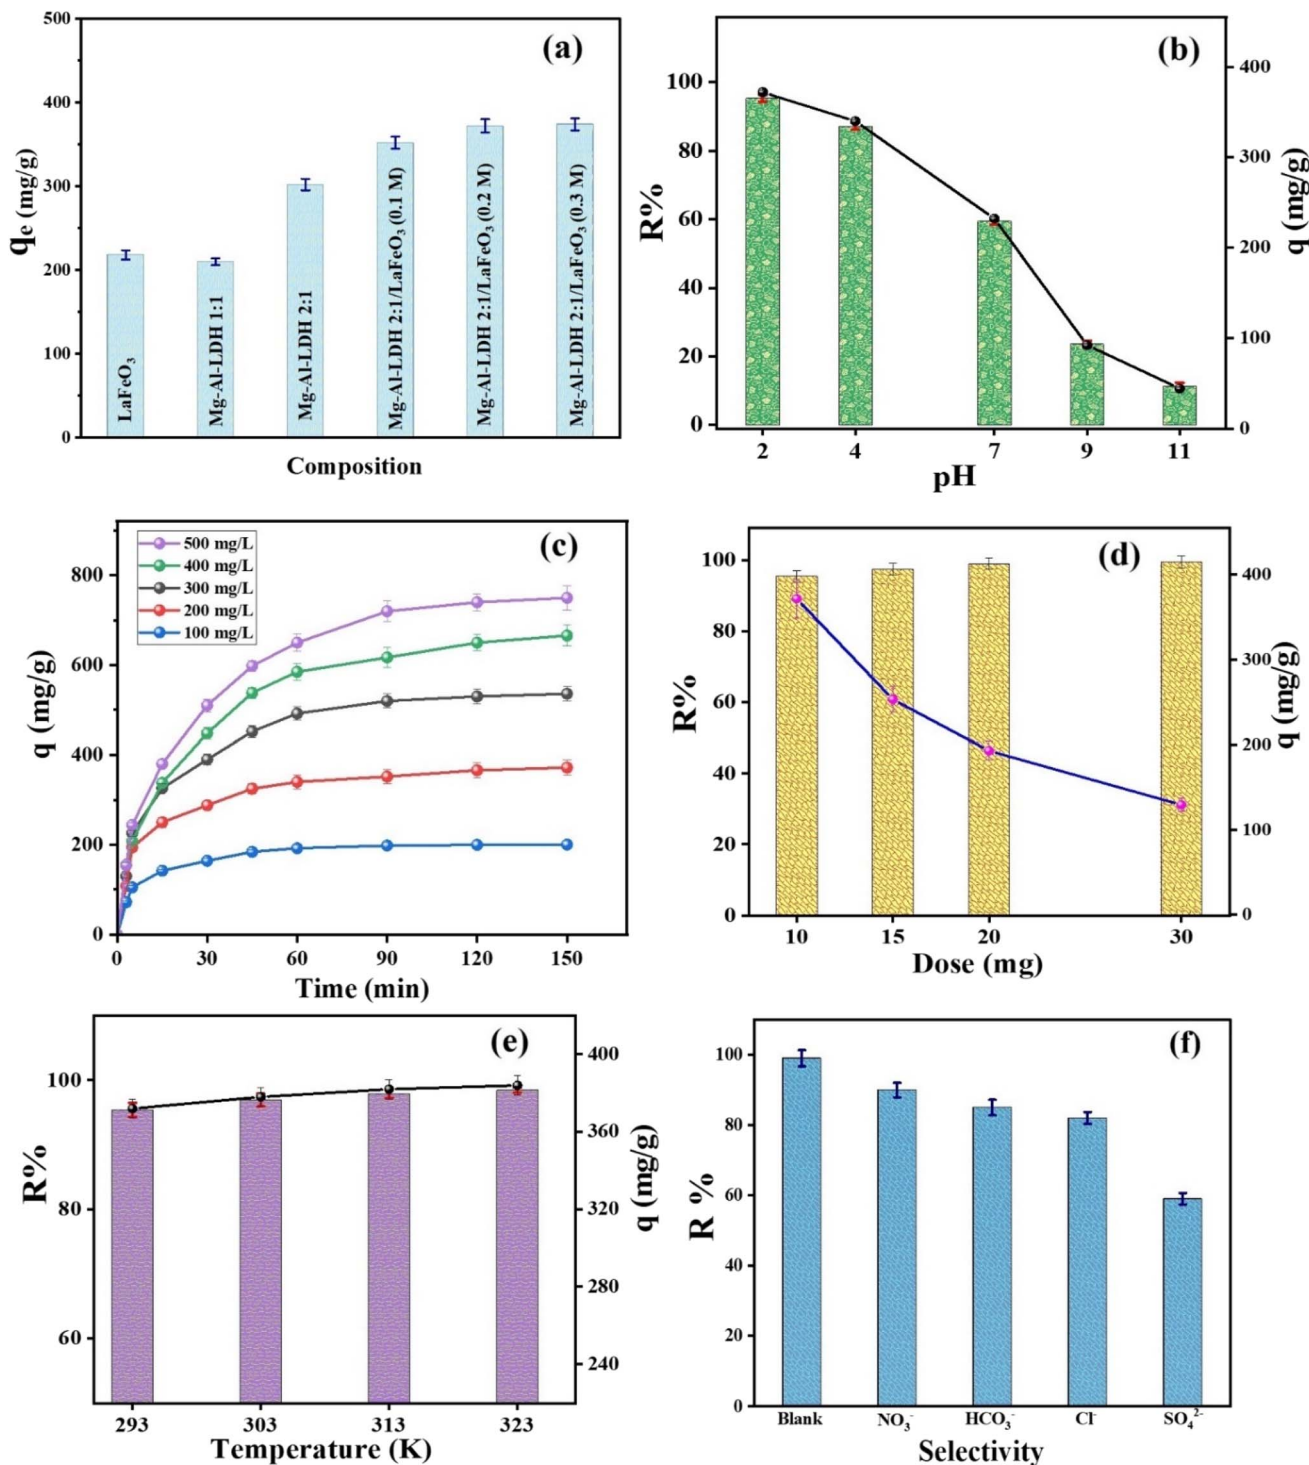 (a)
500
400
300
200
100
0
qe (mg/g)
LaFeO3
Mg-Al-LDH 1:1
Mg-Al-LDH 2:1
Mg-Al-LDH 2:1/LaFeO3 (0.1 M)
Mg-Al-LDH 2:1/LaFeO3 (0.2 M)
Mg-Al-LDH 2:1/LaFeO3 (0.3 M)
Composition
(b)
100
80
60
40
20
0
R%
400
300
200
100
0
q (mg/g)
2 4 7 9 11
pH
(c)
500 mg/L
400 mg/L
300 mg/L
200 mg/L
100 mg/L
800
600
400
200
0
q (mg/g)
0 30 60 90 120 150
Time (min)
(d)
100
80
60
40
20
0
R%
400
300
200
100
0
q (mg/g)
10 15 20 30
Dose (mg)
(e)
100
80
60
R%
400
360
320
280
240
q (mg/g)
293 303 313 323
Temperature (K)
(f)
100
80
60
40
20
0
R %
Blank NO3- HCO3- Cl- SO4 2-
Selectivity